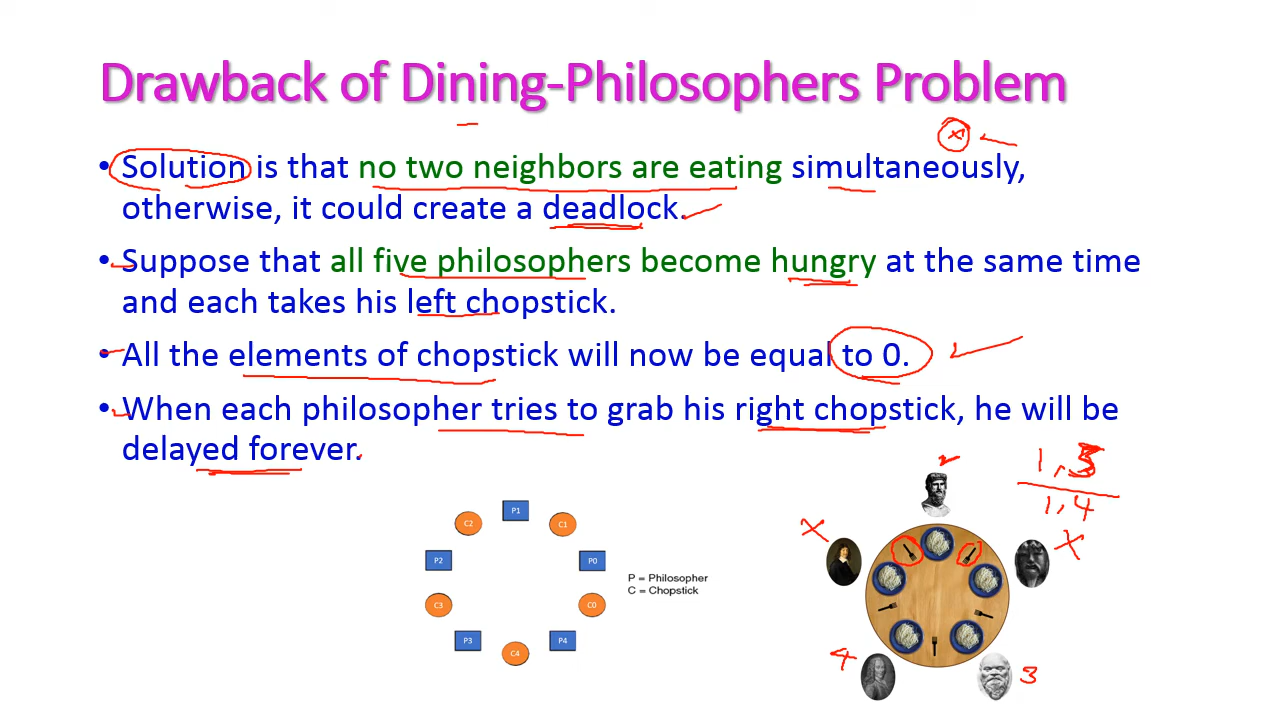 Drawback of Dining-Philosophers Problem
• Solution is that no two neighbors are eating simultaneously,
otherwise, it could create a deadlock.
• Suppose that all five philosophers become hungry at the same time
and each takes his left chopstick.
• All the elements of chopstick will now be equal to 0.
• When each philosopher tries to grab his right chopstick, he will be
delayed forever.
1, 3
1, 4
P1
C2
C1
P2
P0
P = Philosopher
C = Chopstick
C3
C0
P3
P4
C4
X
X
4
3